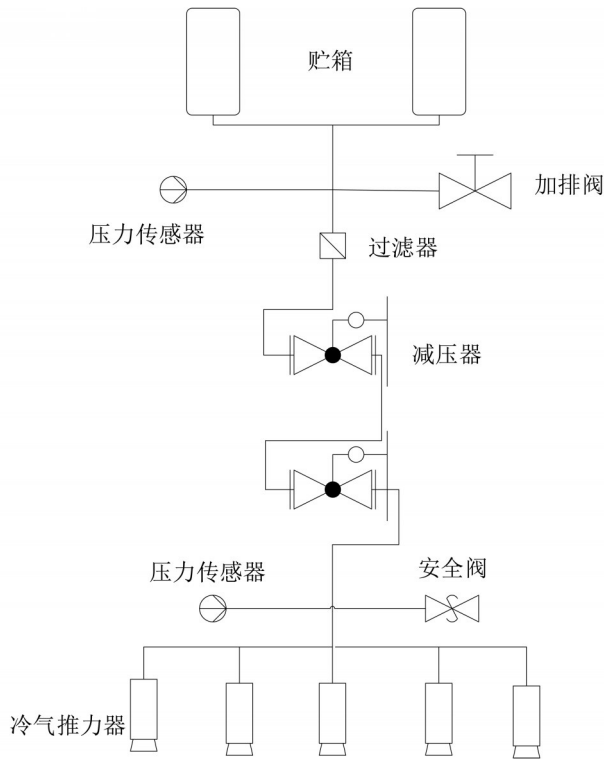 贮箱
加排阀
压力传感器
过滤器
减压器
压力传感器
安全阀
冷气推力器